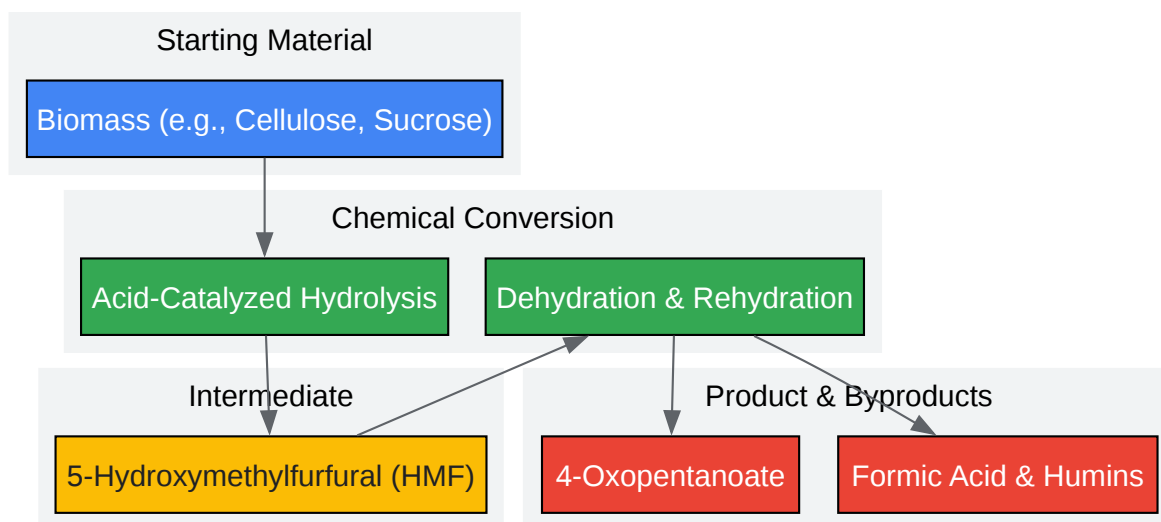 Starting Material
Biomass (e.g., Cellulose, Sucrose)
Chemical Conversion
Acid-Catalyzed Hydrolysis
Dehydration & Rehydration
Intermediate
5-Hydroxymethylfurfural (HMF)
Product & Byproducts
4-Oxopentanoate
Formic Acid & Humins